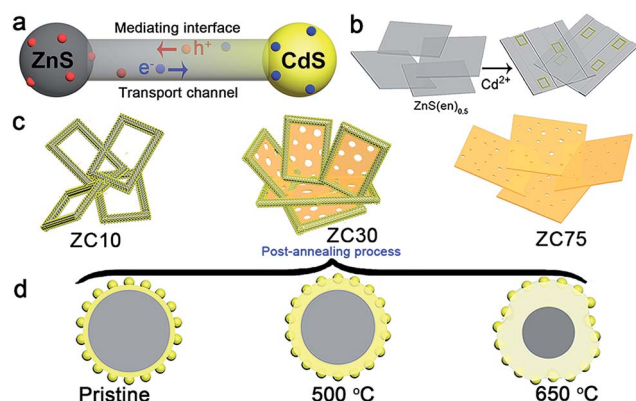 a
Mediating interface
ZnS
h⁺
e⁻
CdS
Transport channel
b
Cd²⁺
ZnS(en)₀.₅
c
ZC10
ZC30
ZC75
Post-annealing process
d
Pristine
500 °C
650 °C